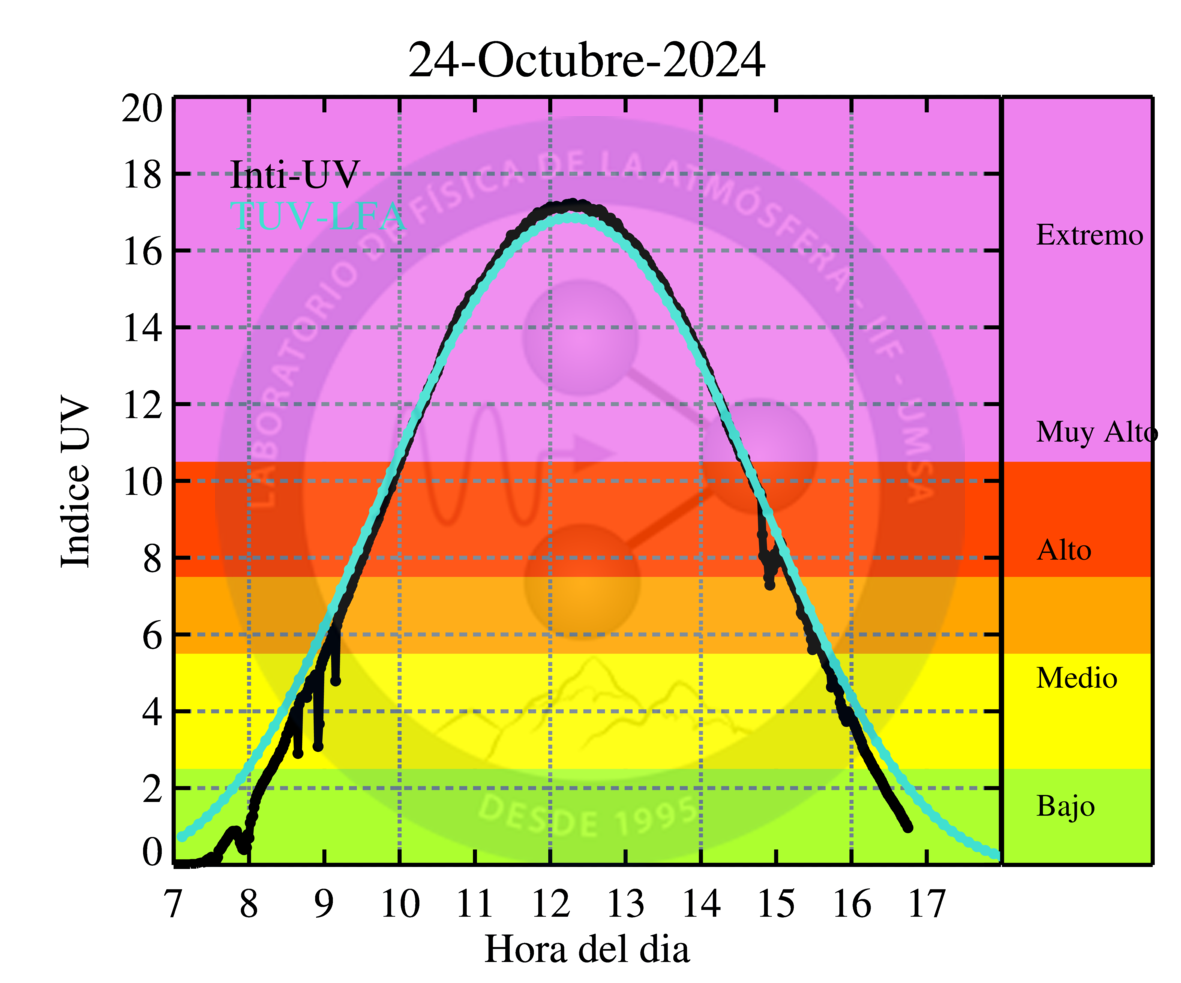 24-Octubre-2024
Inti-UV
TUV-LFA
LABORATORIO DE FÍSICA DE LA ATMÓSFERA - IIF - UMSA
DESDE 1995
Indice UV
20
18
16
14
12
10
8
6
4
2
0
Extremo
Muy Alto
Alto
Medio
Bajo
7 8 9 10 11 12 13 14 15 16 17
Hora del dia